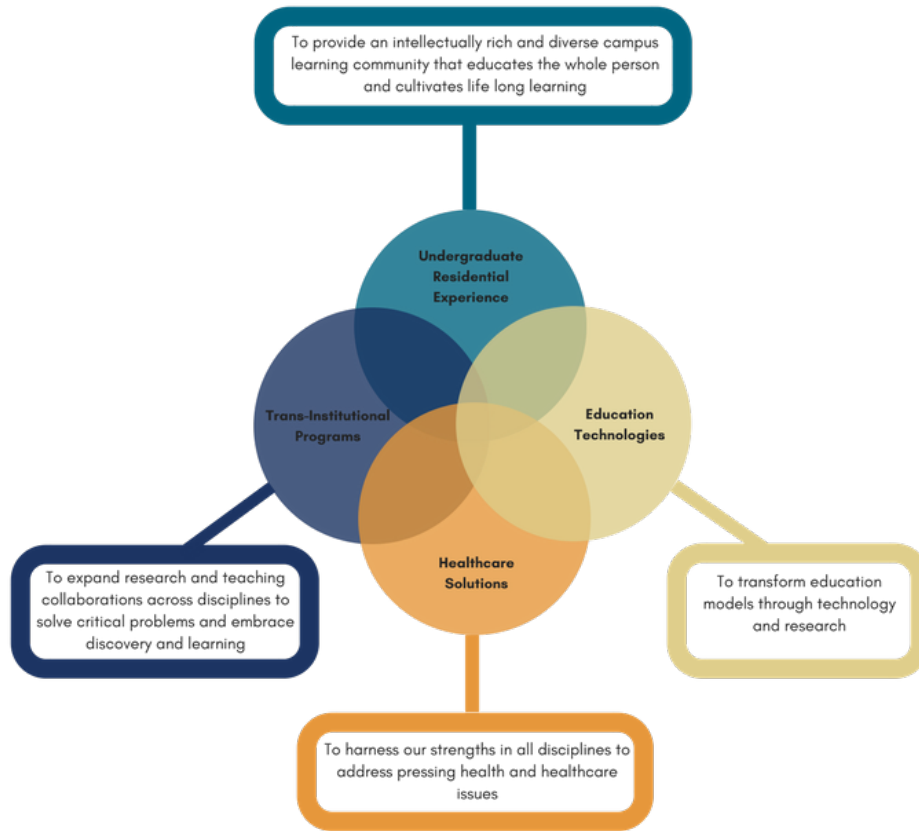 To provide an intellectually rich and diverse campus
learning community that educates the whole person
and cultivates life long learning
Undergraduate
Residential
Experience
Trans-Institutional
Programs
Education
Technologies
Healthcare
Solutions
To expand research and teaching
collaborations across disciplines to
solve critical problems and embrace
discovery and learning
To transform education
models through technology
and research
To harness our strengths in all disciplines to
address pressing health and healthcare
issues